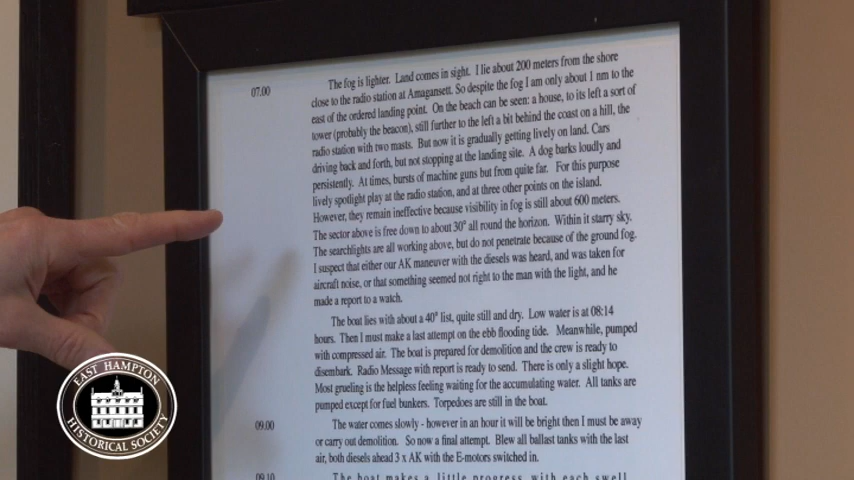 07.00 The fog is lighter. Land comes in sight. I lie about 200 meters from the shore
close to the radio station at Amagansett. So despite the fog I am only about 1 nm to the
east of the ordered landing point. On the beach can be seen: a house, to its left a sort of
tower (probably the beacon), still further to the left a bit behind the coast on a hill, the
radio station with two masts. But now it is gradually getting lively on land. Cars
driving back and forth, but not stopping at the landing site. A dog barks loudly and
persistently. At times, bursts of machine guns but from quite far. For this purpose
lively spotlight play at the radio station, and at three other points on the island.
However, they remain ineffective because visibility in fog is still about 600 meters.
The sector above is free down to about 30° all round the horizon. Within it starry sky.
The searchlights are all working above, but do not penetrate because of the ground fog.
I suspect that either our AK maneuver with the diesels was heard, and was taken for
aircraft noise, or that something seemed not right to the man with the light, and he
made a report to a watch.
The boat lies with about a 40° list, quite still and dry. Low water is at 08:14
hours. Then I must make a last attempt on the ebb flooding tide. Meanwhile, pumped
with compressed air. The boat is prepared for demolition and the crew is ready to
disembark. Radio Message with report is ready to send. There is only a slight hope.
Most grueling is the helpless feeling waiting for the accumulating water. All tanks are
pumped except for fuel bunkers. Torpedoes are still in the boat.
09.00 The water comes slowly - however in an hour it will be bright then I must be away
or carry out demolition. So now a final attempt. Blew all ballast tanks with the last
air, both diesels ahead 3 x AK with the E-motors switched in.
09.10 The boat makes a little progress with each swell
EAST HAMPTON
HISTORICAL SOCIETY